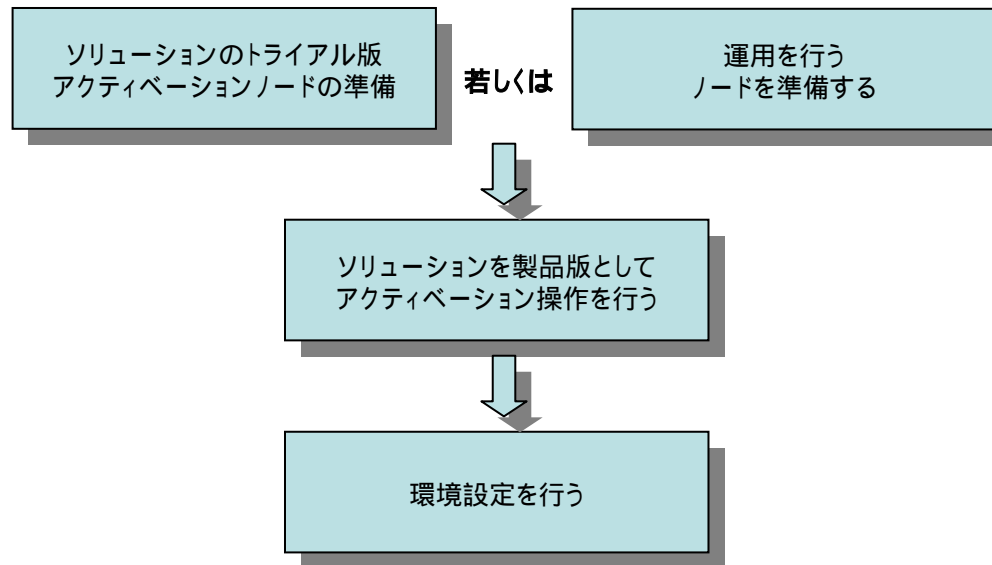 ソリューションのトライアル版
アクティベーションノードの準備
若しくは
運用を行う
ノードを準備する
ソリューションを製品版として
アクティベーション操作を行う
環境設定を行う